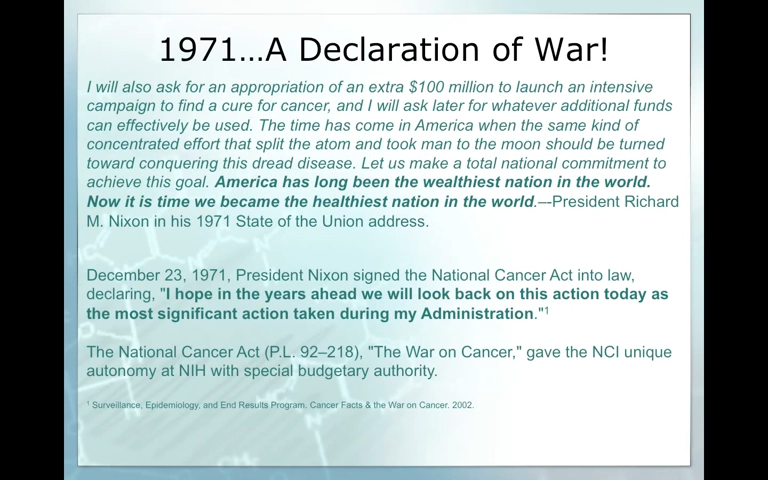 1971…A Declaration of War!
I will also ask for an appropriation of an extra $100 million to launch an intensive
campaign to find a cure for cancer, and I will ask later for whatever additional funds
can effectively be used. The time has come in America when the same kind of
concentrated effort that split the atom and took man to the moon should be turned
toward conquering this dread disease. Let us make a total national commitment to
achieve this goal. America has long been the wealthiest nation in the world.
Now it is time we became the healthiest nation in the world.—-President Richard
M. Nixon in his 1971 State of the Union address.
December 23, 1971, President Nixon signed the National Cancer Act into law,
declaring, "I hope in the years ahead we will look back on this action today as
the most significant action taken during my Administration."¹
The National Cancer Act (P.L. 92–218), "The War on Cancer," gave the NCI unique
autonomy at NIH with special budgetary authority.
¹ Surveillance, Epidemiology, and End Results Program. Cancer Facts & the War on Cancer. 2002.